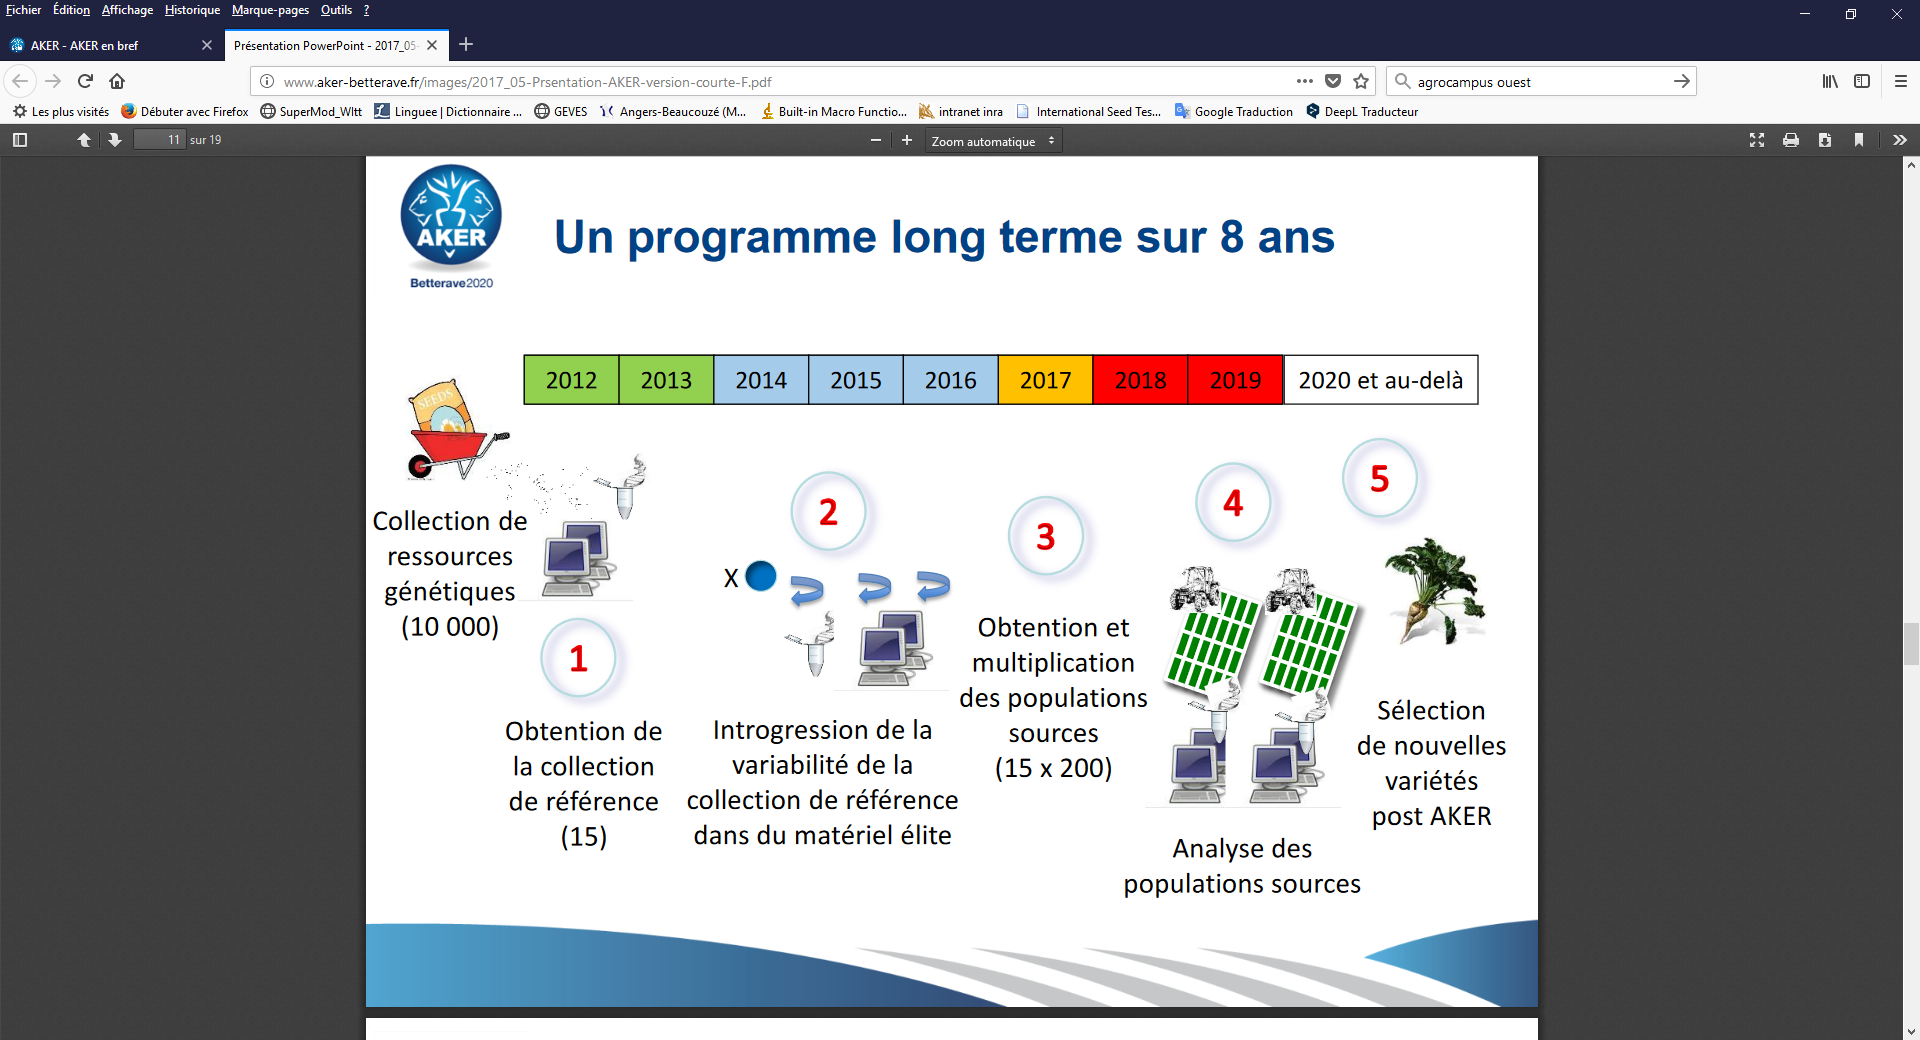 Fichier Édition Affichage Historique Marque-pages Outils ?
AKER - AKER en bref
Présentation PowerPoint - 2017_05-
www.aker-betterave.fr/images/2017_05-Prsentation-AKER-version-courte-F.pdf
agrocampus ouest
Les plus visités Débuter avec Firefox SuperMod_WItt Linguee | Dictionnaire ... GEVES Angers-Beaucouzé (M... Built-in Macro Functio... intranet inra International Seed Tes... Google Traduction DeepL Traducteur
11 sur 19
Zoom automatique
AKER
Betterave2020
Un programme long terme sur 8 ans
2012 2013 2014 2015 2016 2017 2018 2019 2020 et au-delà
SEEDS
Collection de
ressources
génétiques
(10 000)
1
Obtention de
la collection
de référence
(15)
2
X
Introgression de la
variabilité de la
collection de référence
dans du matériel élite
3
Obtention et
multiplication
des populations
sources
(15 x 200)
4
Analyse des
populations sources
5
Sélection
de nouvelles
variétés
post AKER